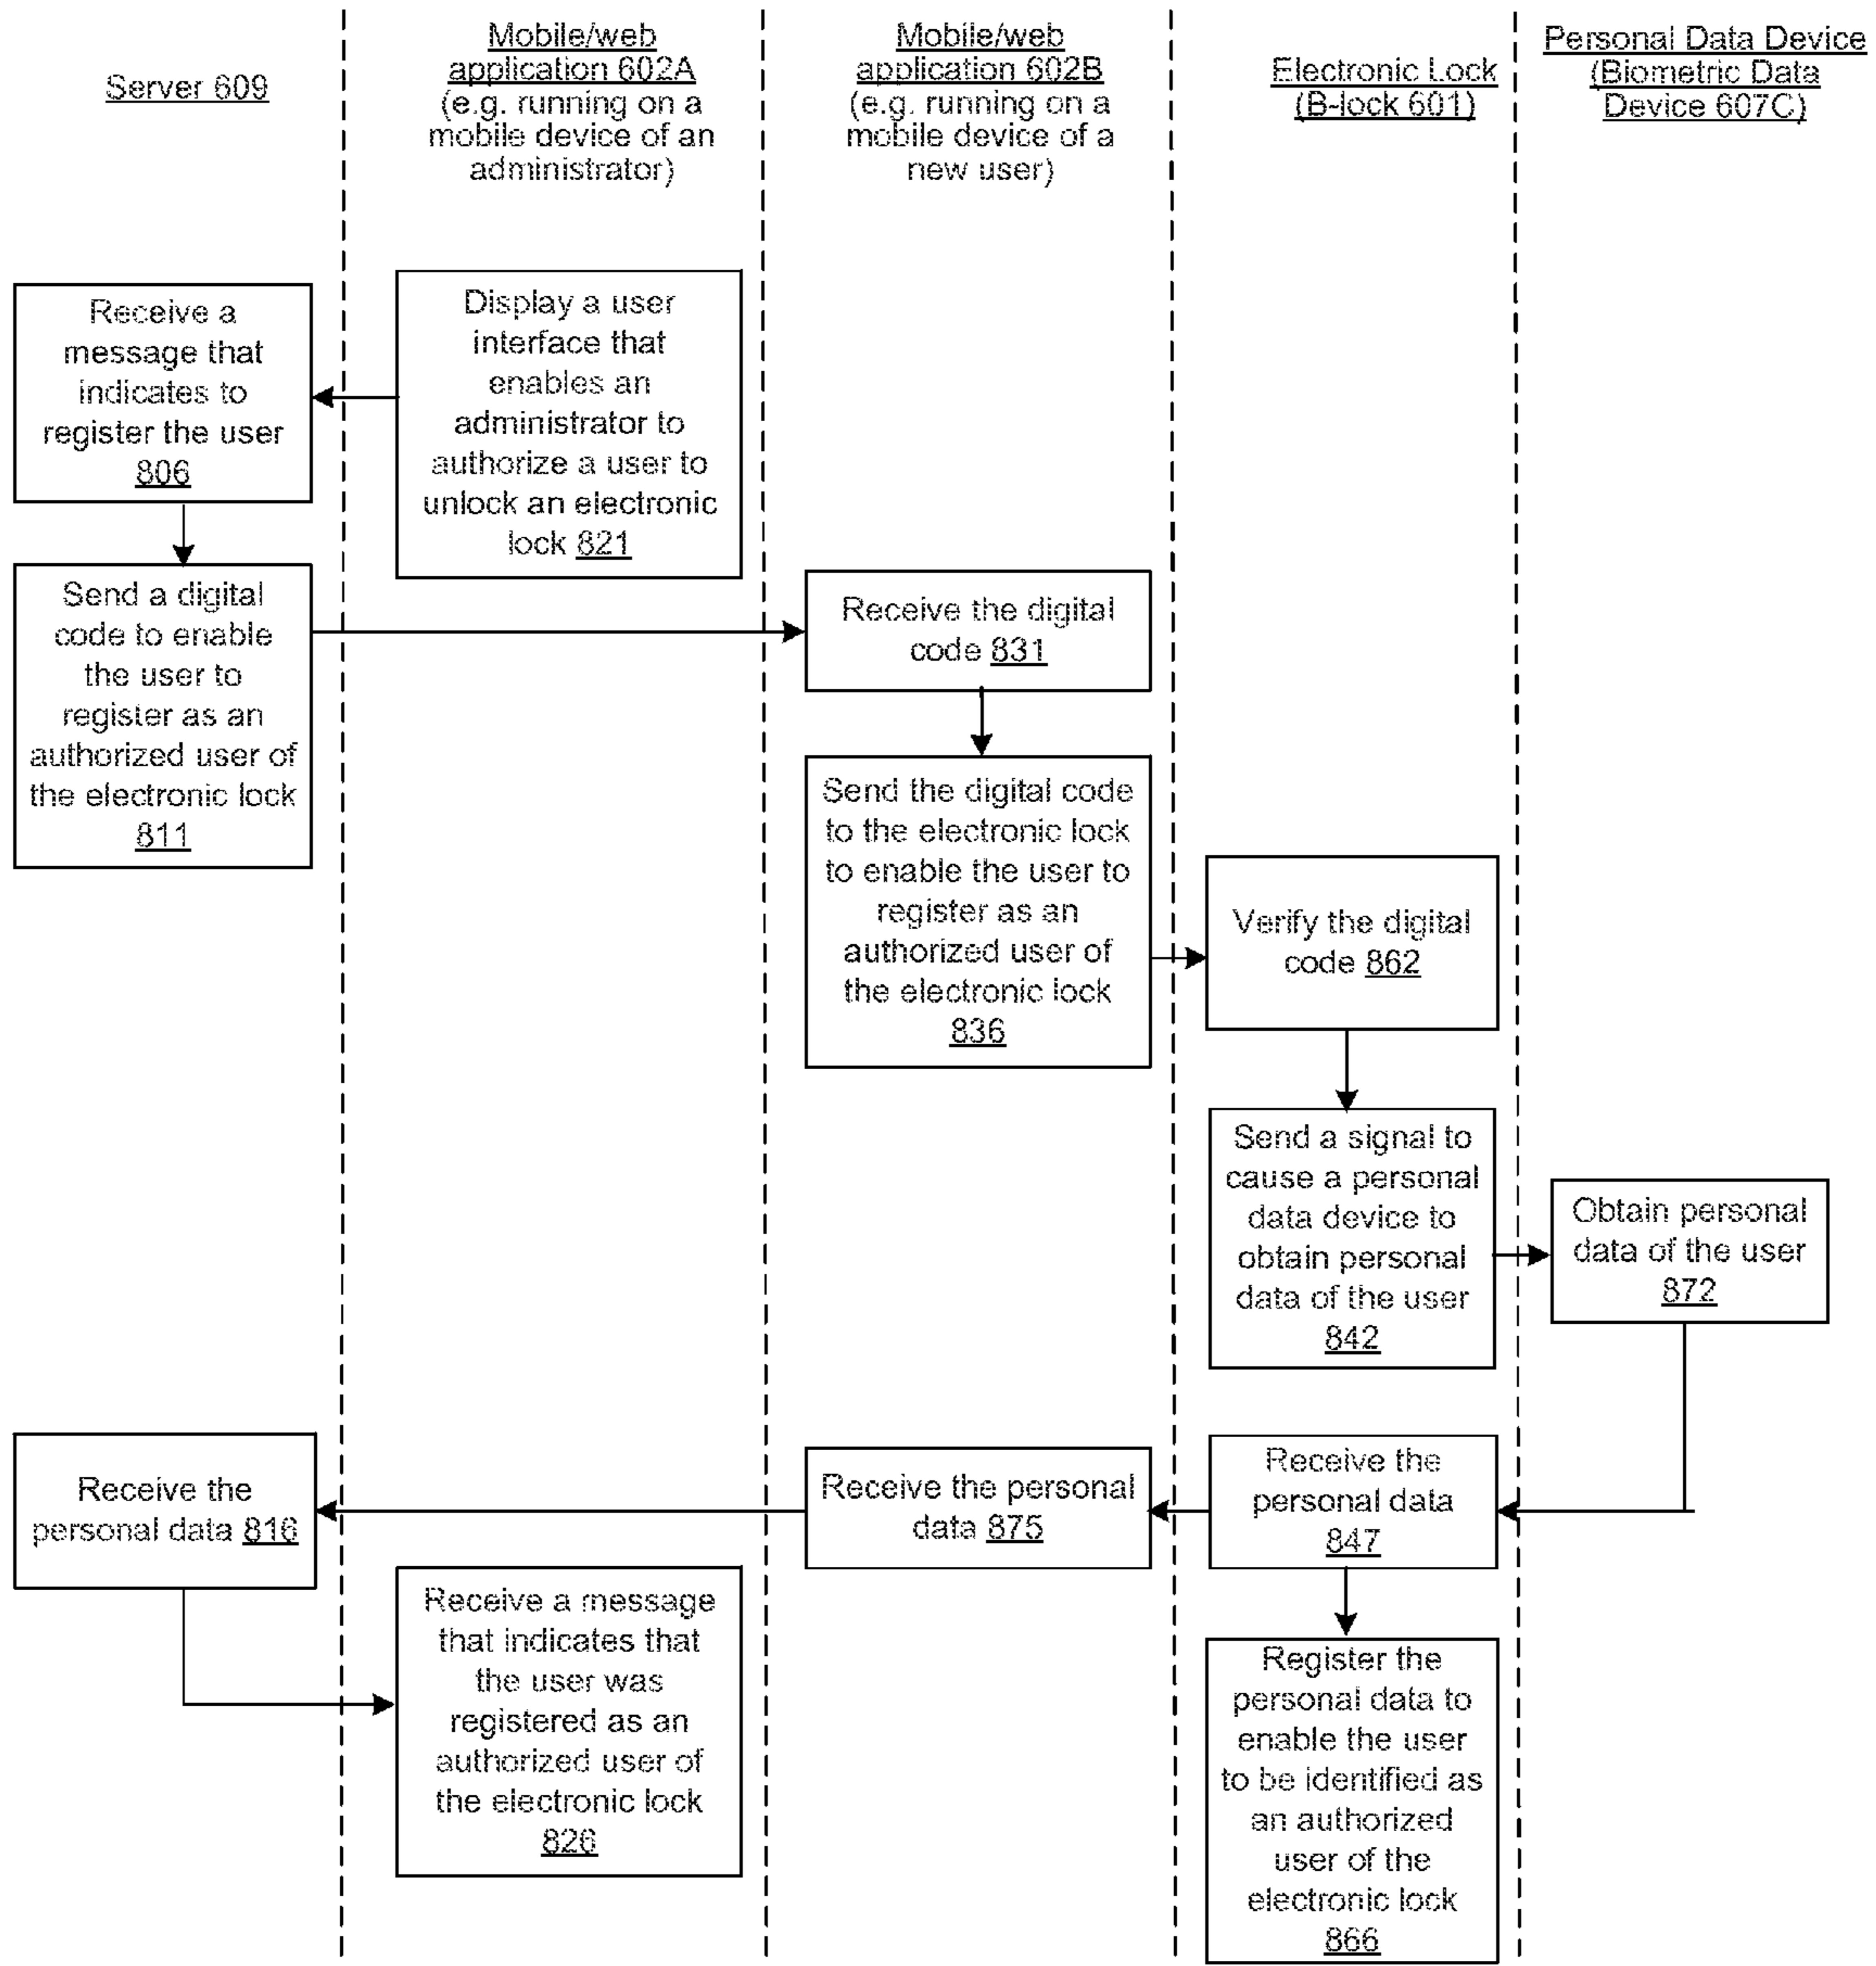 Server 609
Mobile/web
application 602A
(e.g. running on a
mobile device of an
administrator)
Mobile/web
application 602B
(e.g. running on a
mobile device of a
new user)
Electronic Lock
(B-lock 601)
Personal Data Device
(Biometric Data
Device 607C)
Receive a
message that
indicates to
register the user
806
Display a user
interface that
enables an
administrator to
authorize a user to
unlock an electronic
lock 821
Send a digital
code to enable
the user to
register as an
authorized user of
the electronic lock
811
Receive the digital
code 831
Send the digital code
to the electronic lock
to enable the user to
register as an
authorized user of
the electronic lock
836
Verify the digital
code 862
Send a signal to
cause a personal
data device to
obtain personal
data of the user
842
Obtain personal
data of the user
872
Receive the
personal data 816
Receive the personal
data 875
Receive the
personal data
847
Receive a message
that indicates that
the user was
registered as an
authorized user of
the electronic lock
826
Register the
personal data to
enable the user
to be identified as
an authorized
user of the
electronic lock
866